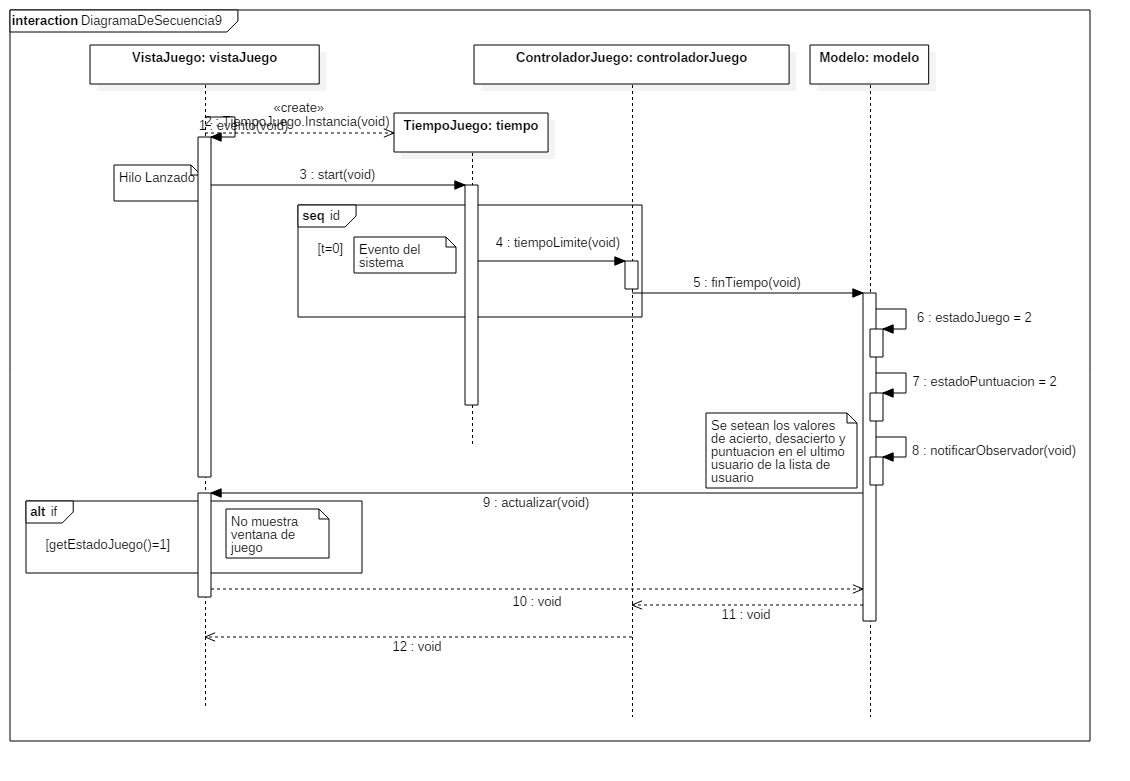 interaction DiagramaDeSecuencia9
VistaJuego: vistaJuego
ControladorJuego: controladorJuego
Modelo: modelo
«create»
2 : TiempoJuego.Instancia(void)
1 : evento(void)
TiempoJuego: tiempo
Hilo Lanzado
3 : start(void)
seq id
[t=0]
Evento del
sistema
4 : tiempoLimite(void)
5 : finTiempo(void)
6 : estadoJuego = 2
7 : estadoPuntuacion = 2
Se setean los valores
de acierto, desacierto y
puntuacion en el ultimo
usuario de la lista de
usuario
8 : notificarObservador(void)
9 : actualizar(void)
alt if
No muestra
ventana de
juego
[getEstadoJuego()=1]
10 : void
11 : void
12 : void